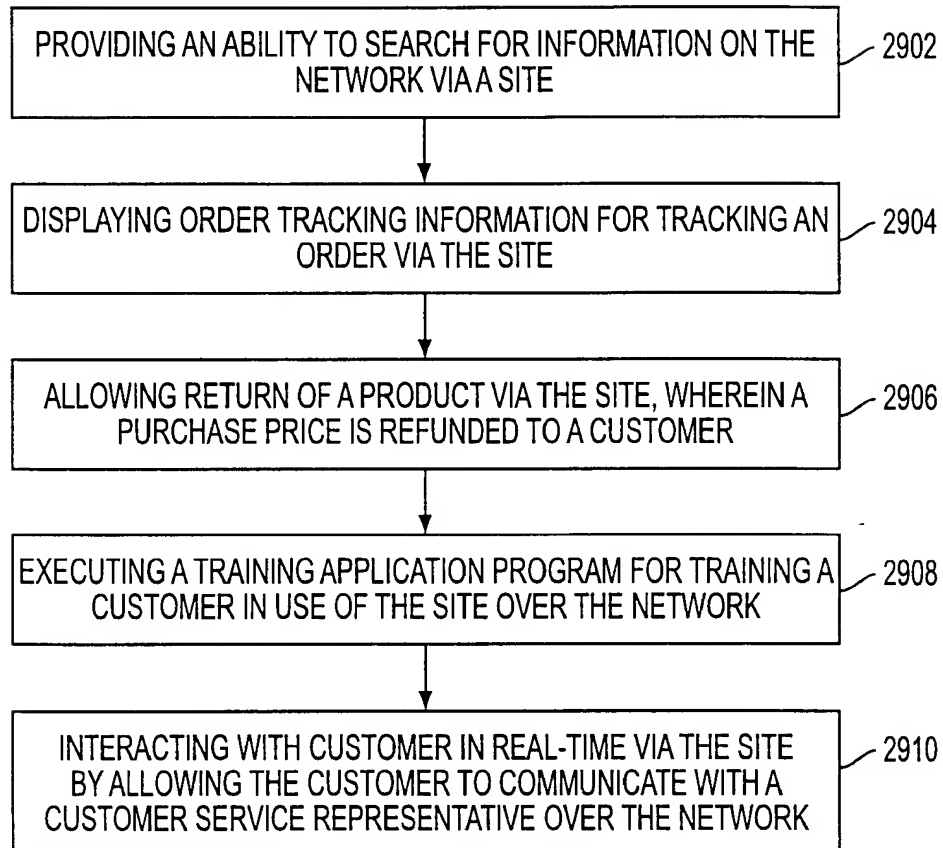 PROVIDING AN ABILITY TO SEARCH FOR INFORMATION ON THE
NETWORK VIA A SITE
2902
DISPLAYING ORDER TRACKING INFORMATION FOR TRACKING AN
ORDER VIA THE SITE
2904
ALLOWING RETURN OF A PRODUCT VIA THE SITE, WHEREIN A
PURCHASE PRICE IS REFUNDED TO A CUSTOMER
2906
EXECUTING A TRAINING APPLICATION PROGRAM FOR TRAINING A
CUSTOMER IN USE OF THE SITE OVER THE NETWORK
2908
INTERACTING WITH CUSTOMER IN REAL-TIME VIA THE SITE
BY ALLOWING THE CUSTOMER TO COMMUNICATE WITH A
CUSTOMER SERVICE REPRESENTATIVE OVER THE NETWORK
2910